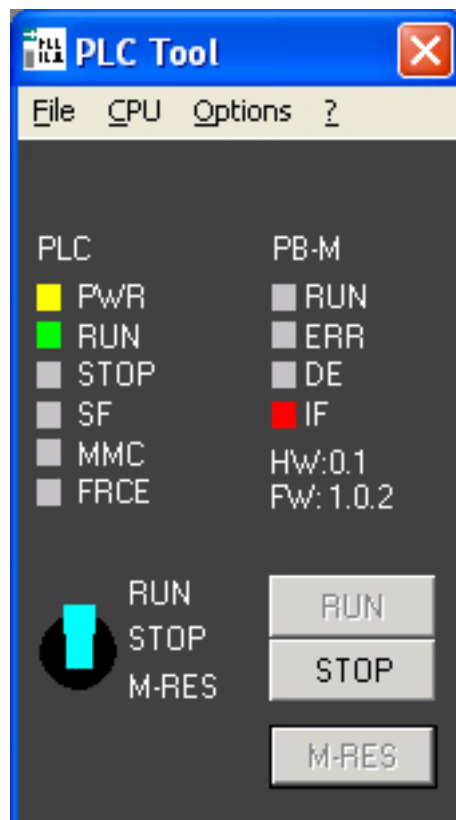 PLC Tool
File CPU Options ?
PLC
PWR
RUN
STOP
SF
MMC
FRCE
PB-M
RUN
ERR
DE
IF
HW:0.1
FW: 1.0.2
RUN
STOP
M-RES
RUN
STOP
M-RES